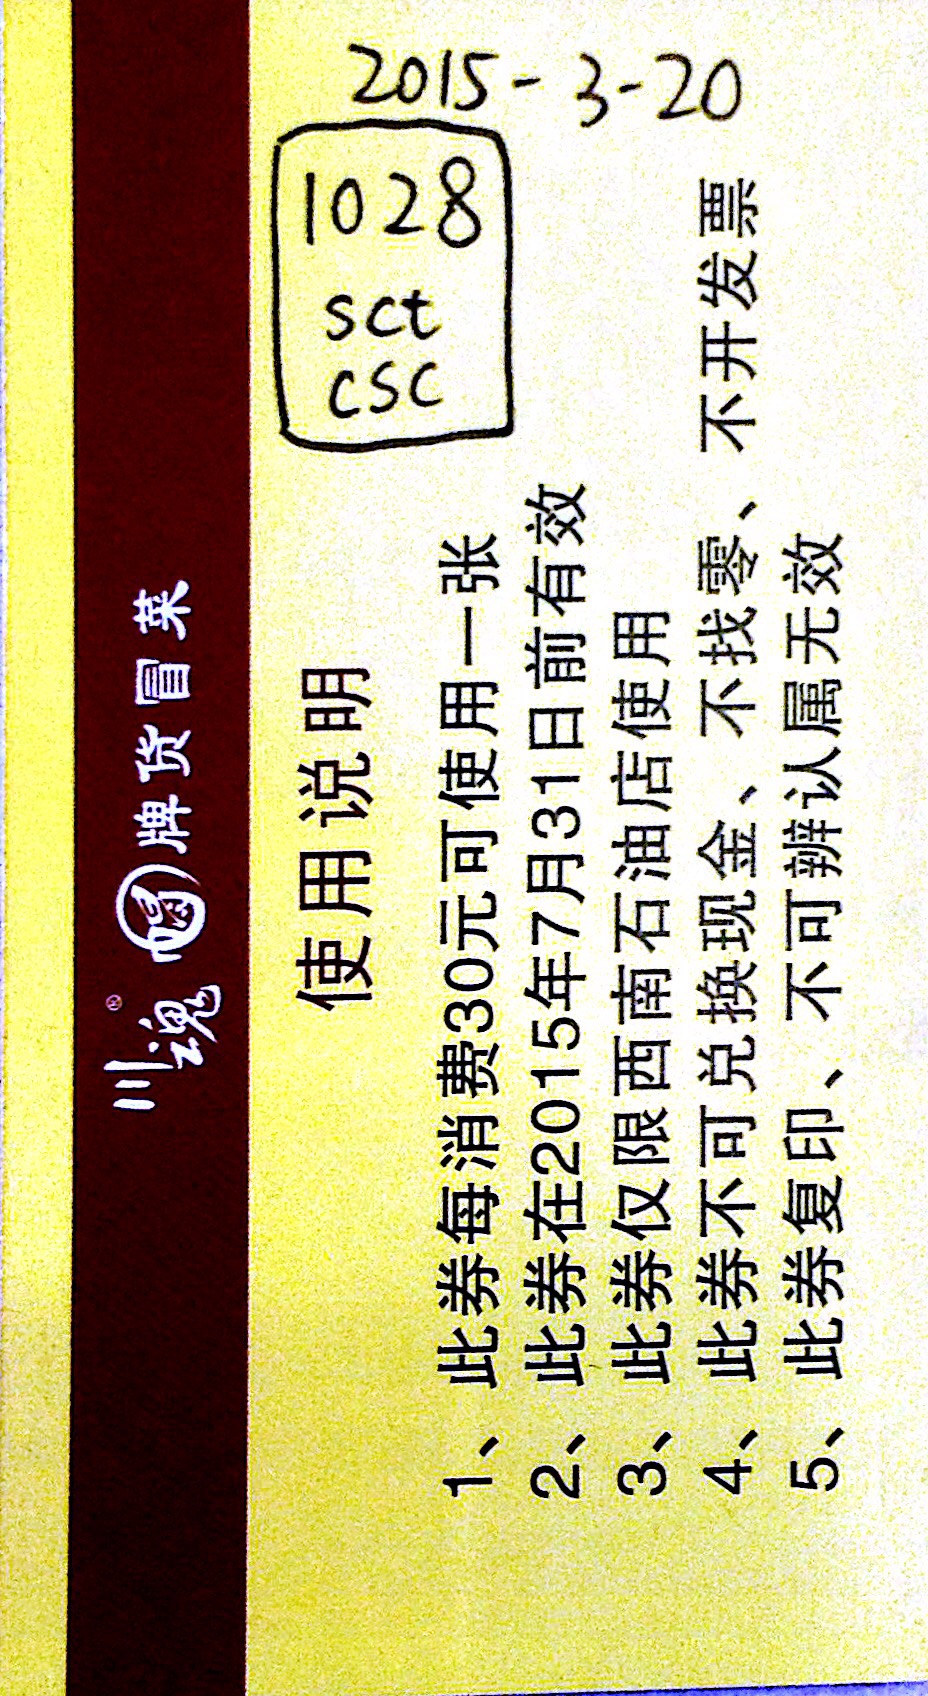 2015-3-20
1028
sct
csc
川魂®牌货冒菜
使用说明
1、此券每消费30元可使用一张
2、此券在2015年7月31日前有效
3、此券仅限西南石油店使用
4、此券不可兑换现金、不找零、不开发票
5、此券复印、不可辨认属无效